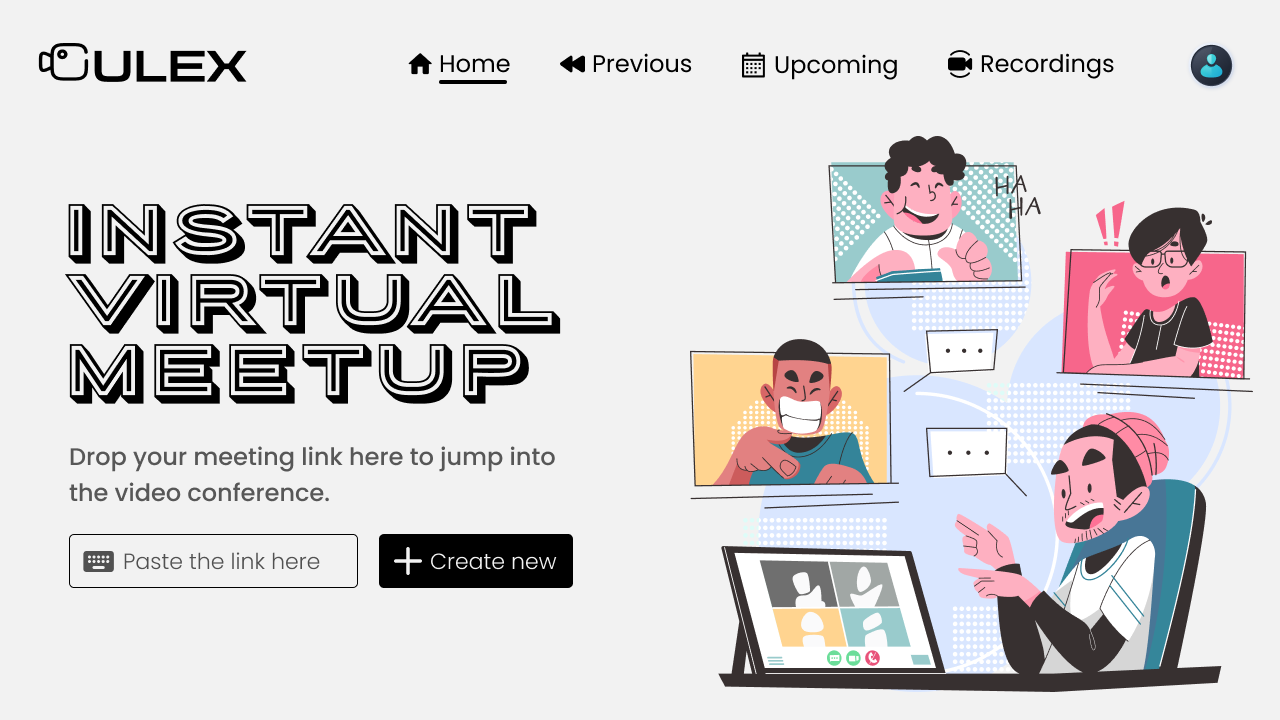 ULEX
Home
Previous
Upcoming
Recordings
INSTANT
VIRTUAL
MEETUP
Drop your meeting link here to jump into
the video conference.
Paste the link here
Create new
HA
HA
!!